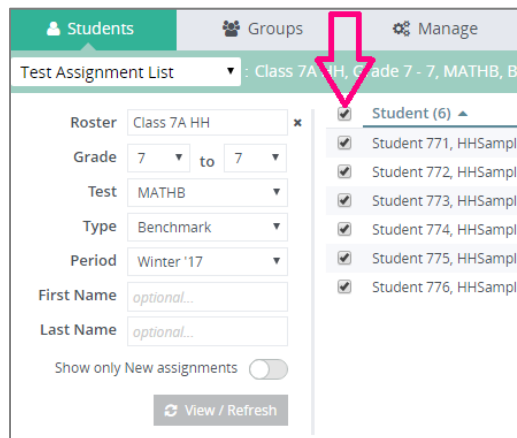 Students Groups Manage
Test Assignment List : Class 7A HH, Grade 7 - 7, MATHB, B
Roster Class 7A HH Student (6)
Grade 7 to 7 Student 771, HHSampl
Test MATHB Student 772, HHSampl
Type Benchmark Student 773, HHSampl
Period Winter '17 Student 774, HHSampl
First Name optional... Student 775, HHSampl
Last Name optional... Student 776, HHSampl
Show only New assignments
View / Refresh